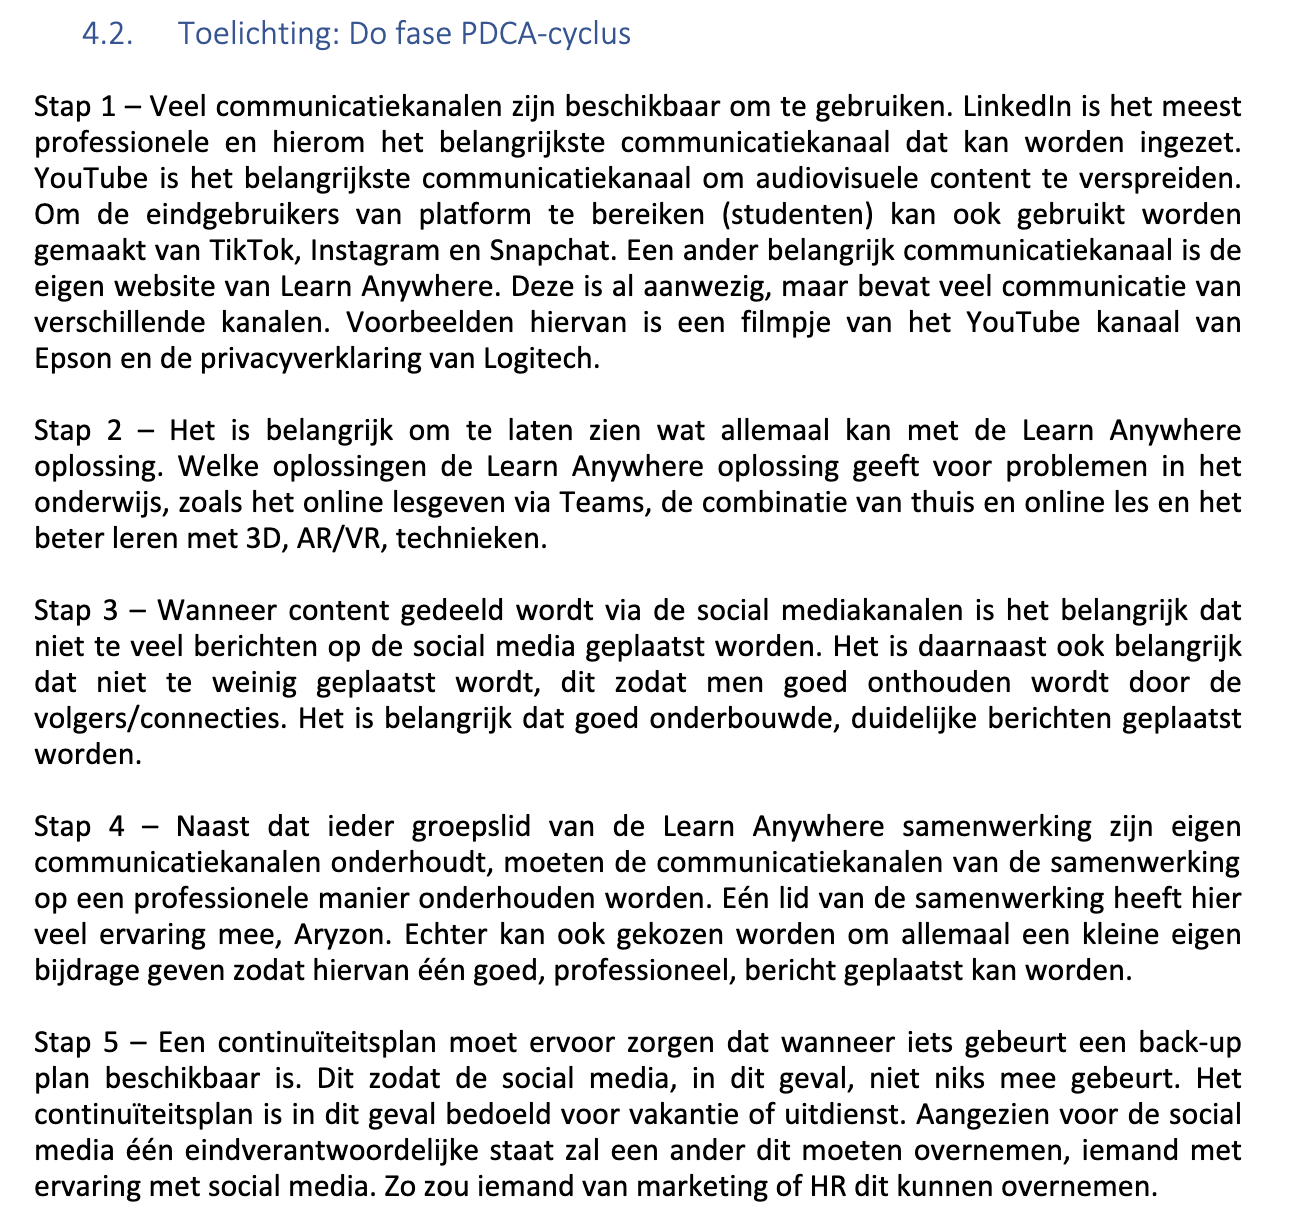 4.2. Toelichting: Do fase PDCA-cyclus
Stap 1 – Veel communicatiekanalen zijn beschikbaar om te gebruiken. LinkedIn is het meest
professionele en hierom het belangrijkste communicatiekanaal dat kan worden ingezet.
YouTube is het belangrijkste communicatiekanaal om audiovisuele content te verspreiden.
Om de eindgebruikers van platform te bereiken (studenten) kan ook gebruikt worden
gemaakt van TikTok, Instagram en Snapchat. Een ander belangrijk communicatiekanaal is de
eigen website van Learn Anywhere. Deze is al aanwezig, maar bevat veel communicatie van
verschillende kanalen. Voorbeelden hiervan is een filmpje van het YouTube kanaal van
Epson en de privacyverklaring van Logitech.
Stap 2 – Het is belangrijk om te laten zien wat allemaal kan met de Learn Anywhere
oplossing. Welke oplossingen de Learn Anywhere oplossing geeft voor problemen in het
onderwijs, zoals het online lesgeven via Teams, de combinatie van thuis en online les en het
beter leren met 3D, AR/VR, technieken.
Stap 3 – Wanneer content gedeeld wordt via de social mediakanalen is het belangrijk dat
niet te veel berichten op de social media geplaatst worden. Het is daarnaast ook belangrijk
dat niet te weinig geplaatst wordt, dit zodat men goed onthouden wordt door de
volgers/connecties. Het is belangrijk dat goed onderbouwde, duidelijke berichten geplaatst
worden.
Stap 4 – Naast dat ieder groepslid van de Learn Anywhere samenwerking zijn eigen
communicatiekanalen onderhoudt, moeten de communicatiekanalen van de samenwerking
op een professionele manier onderhouden worden. Eén lid van de samenwerking heeft hier
veel ervaring mee, Aryzon. Echter kan ook gekozen worden om allemaal een kleine eigen
bijdrage geven zodat hiervan één goed, professioneel, bericht geplaatst kan worden.
Stap 5 – Een continuïteitsplan moet ervoor zorgen dat wanneer iets gebeurt een back-up
plan beschikbaar is. Dit zodat de social media, in dit geval, niet niks mee gebeurt. Het
continuïteitsplan is in dit geval bedoeld voor vakantie of uitdienst. Aangezien voor de social
media één eindverantwoordelijke staat zal een ander dit moeten overnemen, iemand met
ervaring met social media. Zo zou iemand van marketing of HR dit kunnen overnemen.